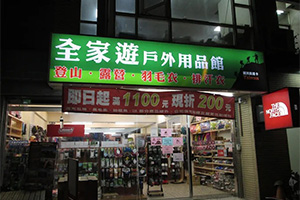 全家遊戶外用品館
登山・露營・羽毛衣・排汗衣
即日起滿1100元現折200元
THE
NORTH
FACE